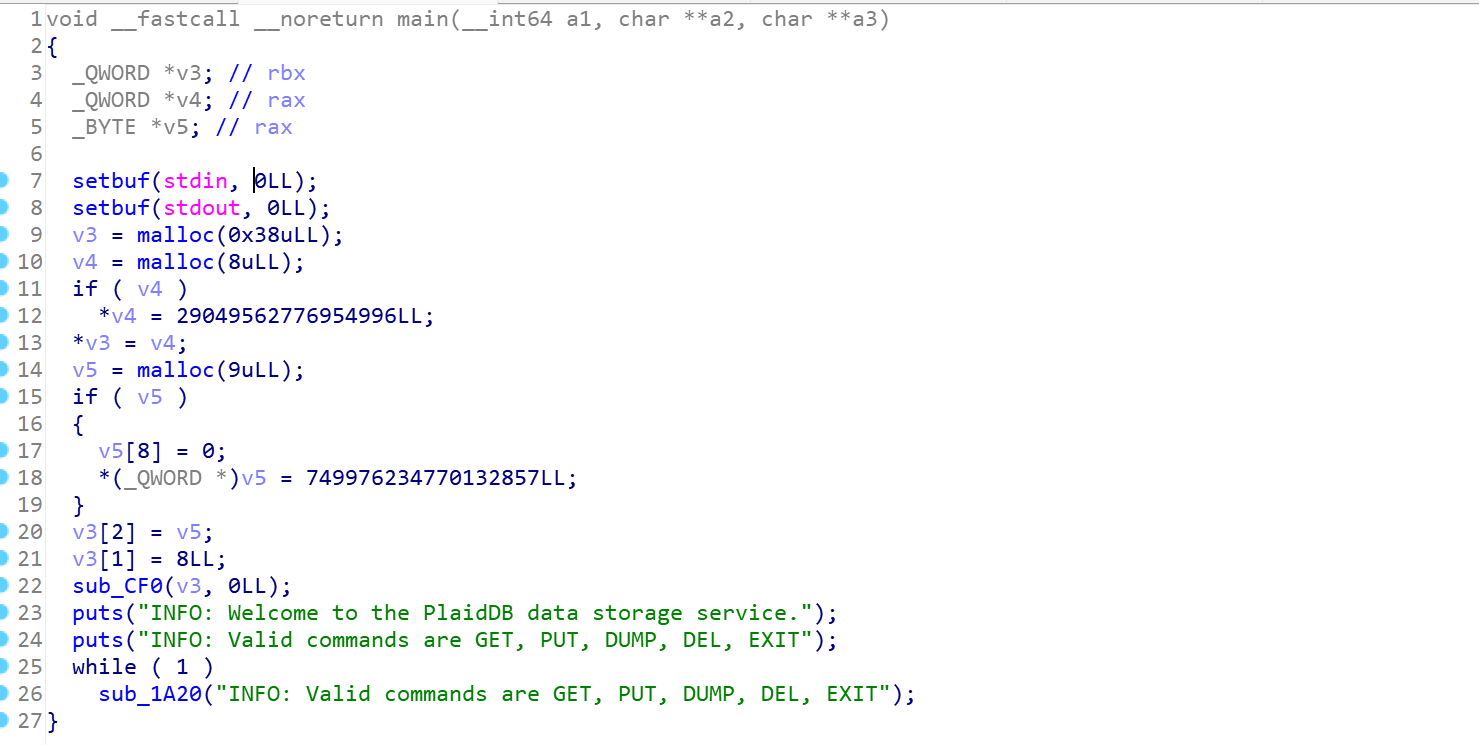 1 void __fastcall __noreturn main(__int64 a1, char **a2, char **a3)
2 {
3   _QWORD *v3; // rbx
4   _QWORD *v4; // rax
5   _BYTE *v5; // rax
6
7   setbuf(stdin, 0LL);
8   setbuf(stdout, 0LL);
9   v3 = malloc(0x38uLL);
10   v4 = malloc(8uLL);
11   if ( v4 )
12     *v4 = 29049562776954996LL;
13   *v3 = v4;
14   v5 = malloc(9uLL);
15   if ( v5 )
16   {
17     v5[8] = 0;
18     *(_QWORD *)v5 = 7499762344770132857LL;
19   }
20   v3[2] = v5;
21   v3[1] = 8LL;
22   sub_CF0(v3, 0LL);
23   puts("INFO: Welcome to the PlaidDB data storage service.");
24   puts("INFO: Valid commands are GET, PUT, DUMP, DEL, EXIT");
25   while ( 1 )
26     sub_1A20("INFO: Valid commands are GET, PUT, DUMP, DEL, EXIT");
27 }